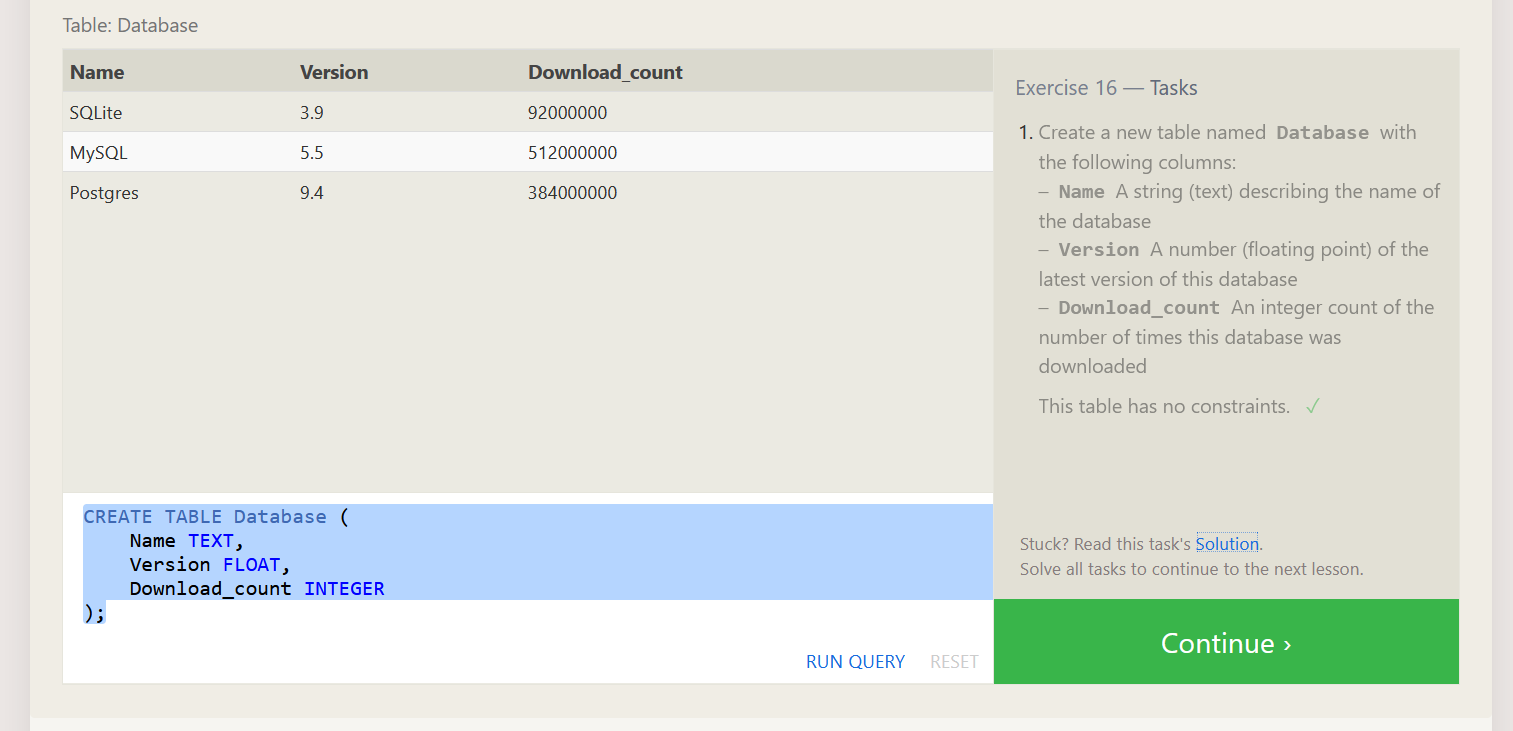 Table: Database
Name Version Download_count
SQLite 3.9 92000000
MySQL 5.5 512000000
Postgres 9.4 384000000
CREATE TABLE Database (
    Name TEXT,
    Version FLOAT,
    Download_count INTEGER
);
RUN QUERY RESET
Exercise 16 — Tasks
1. Create a new table named Database with
the following columns:
– Name A string (text) describing the name of
the database
– Version A number (floating point) of the
latest version of this database
– Download_count An integer count of the
number of times this database was
downloaded
This table has no constraints. ✓
Stuck? Read this task's Solution.
Solve all tasks to continue to the next lesson.
Continue ›